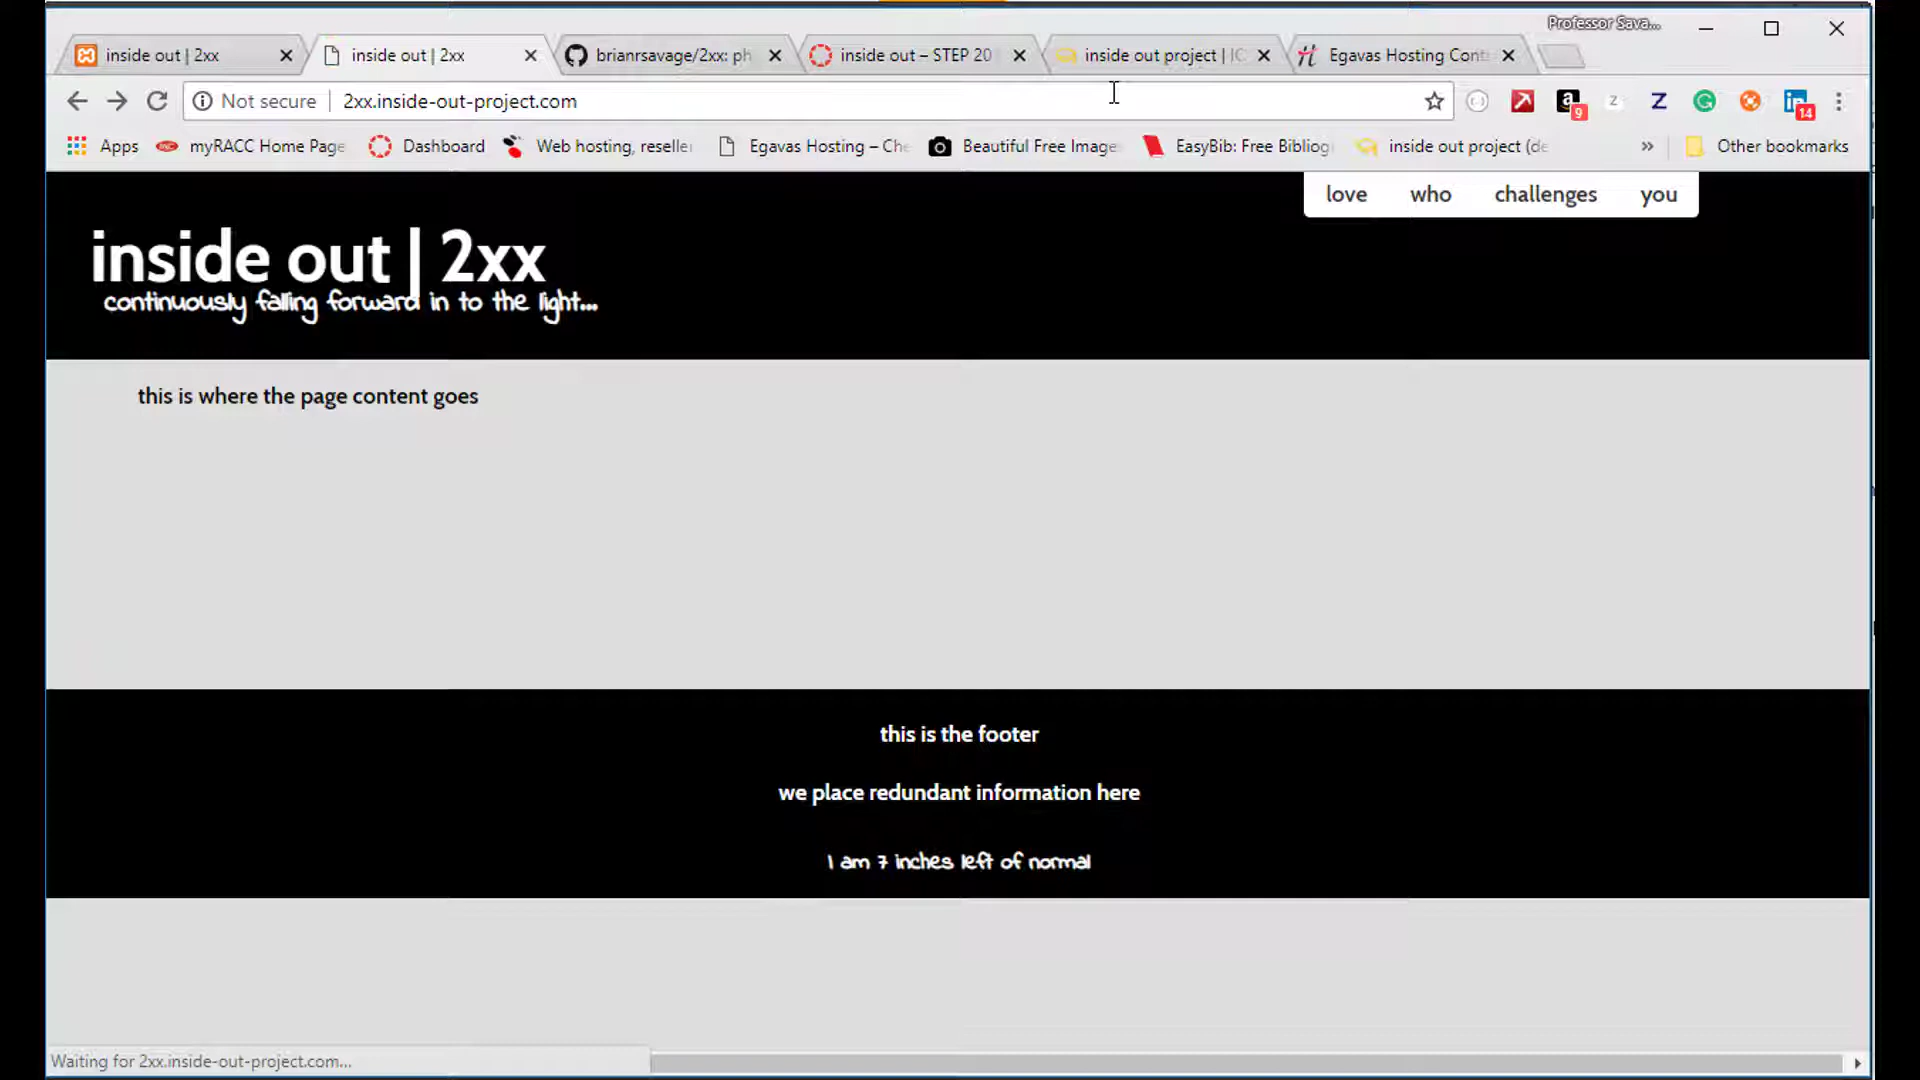 Professor Sava...
inside out | 2xx
inside out | 2xx
brianrsavage/2xx: ph
inside out – STEP 20
inside out project | IC
Egavas Hosting Cont
Not secure
2xx.inside-out-project.com
9
z
Z
G
in
14
Apps
myRACC Home Page
Dashboard
Web hosting, reselle
Egavas Hosting – Che
Beautiful Free Image
EasyBib: Free Bibliog
inside out project (de
»
Other bookmarks
love who challenges you
inside out | 2xx
continuously falling forward in to the light...
this is where the page content goes
this is the footer
we place redundant information here
I am 7 inches left of normal
Waiting for 2xx.inside-out-project.com...